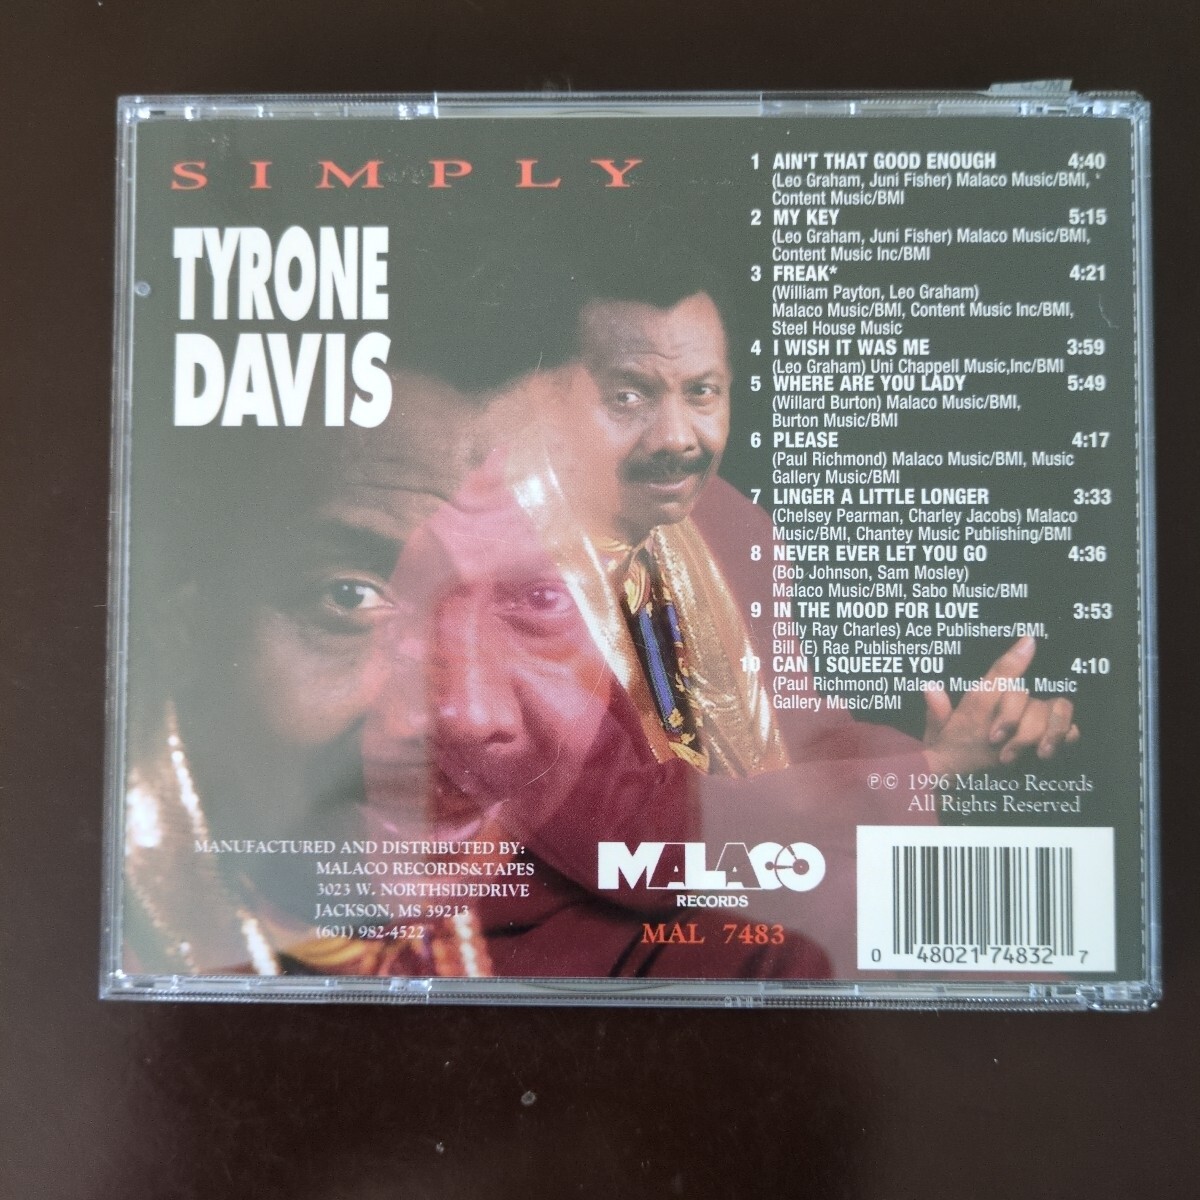 SIMPLY
TYRONE
DAVIS
1 AIN'T THAT GOOD ENOUGH 4:40
(Leo Graham, Juni Fisher) Malaco Music/BMI,
Content Music/BMI
2 MY KEY 5:15
(Leo Graham, Juni Fisher) Malaco Music/BMI,
Content Music Inc/BMI
3 FREAK* 4:21
(William Payton, Leo Graham)
Malaco Music/BMI, Content Music Inc/BMI,
Steel House Music
4 I WISH IT WAS ME 3:59
(Leo Graham) Uni Chappell Music,Inc/BMI
5 WHERE ARE YOU LADY 5:49
(Willard Burton) Malaco Music/BMI,
Burton Music/BMI
6 PLEASE 4:17
(Paul Richmond) Malaco Music/BMI, Music
Gallery Music/BMI
7 LINGER A LITTLE LONGER 3:33
(Chelsey Pearman, Charley Jacobs) Malaco
Music/BMI, Chantey Music Publishing/BMI
8 NEVER EVER LET YOU GO 4:36
(Bob Johnson, Sam Mosley)
Malaco Music/BMI, Sabo Music/BMI
9 IN THE MOOD FOR LOVE 3:53
(Billy Ray Charles) Ace Publishers/BMI,
Bill (E) Rae Publishers/BMI
10 CAN I SQUEEZE YOU 4:10
(Paul Richmond) Malaco Music/BMI, Music
Gallery Music/BMI
℗© 1996 Malaco Records
All Rights Reserved
MANUFACTURED AND DISTRIBUTED BY:
MALACO RECORDS&TAPES
3023 W. NORTHSIDEDRIVE
JACKSON, MS 39213
(601) 982-4522
MALACO
RECORDS
MAL 7483
0 48021 74832 7